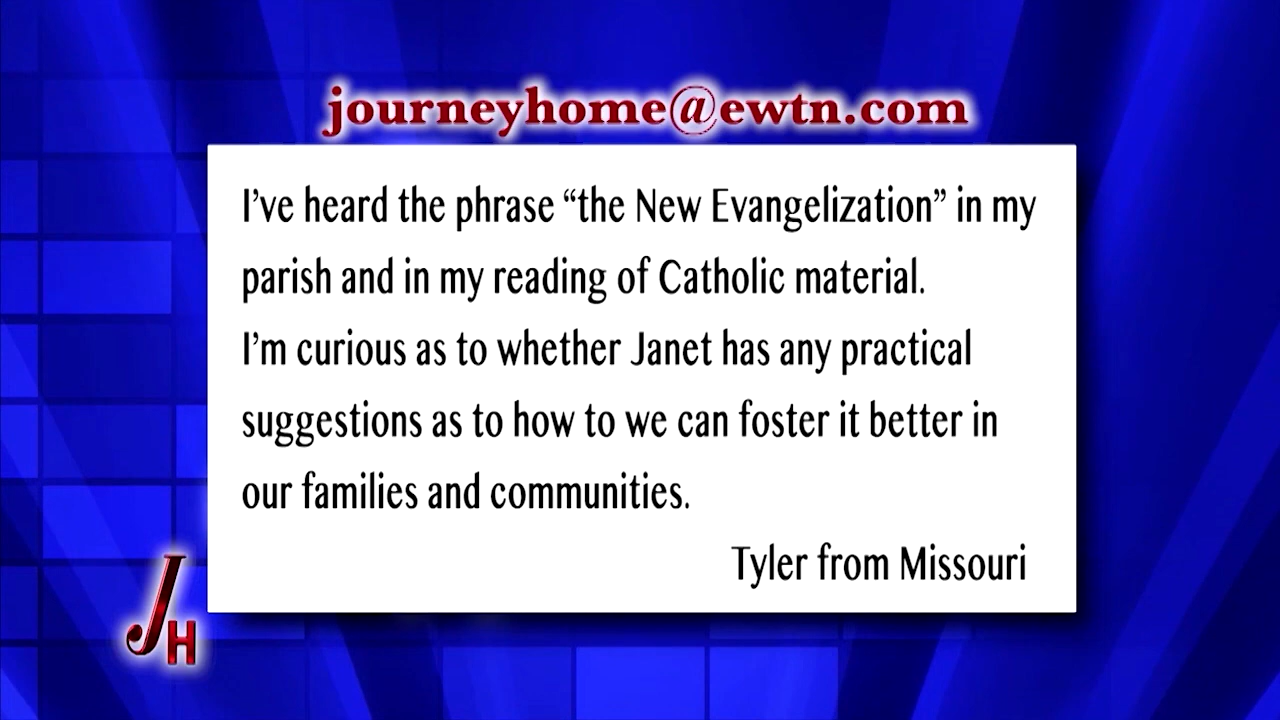 journeyhome@ewtn.com
I've heard the phrase “the New Evangelization” in my
parish and in my reading of Catholic material.
I'm curious as to whether Janet has any practical
suggestions as to how to we can foster it better in
our families and communities.
Tyler from Missouri
JH